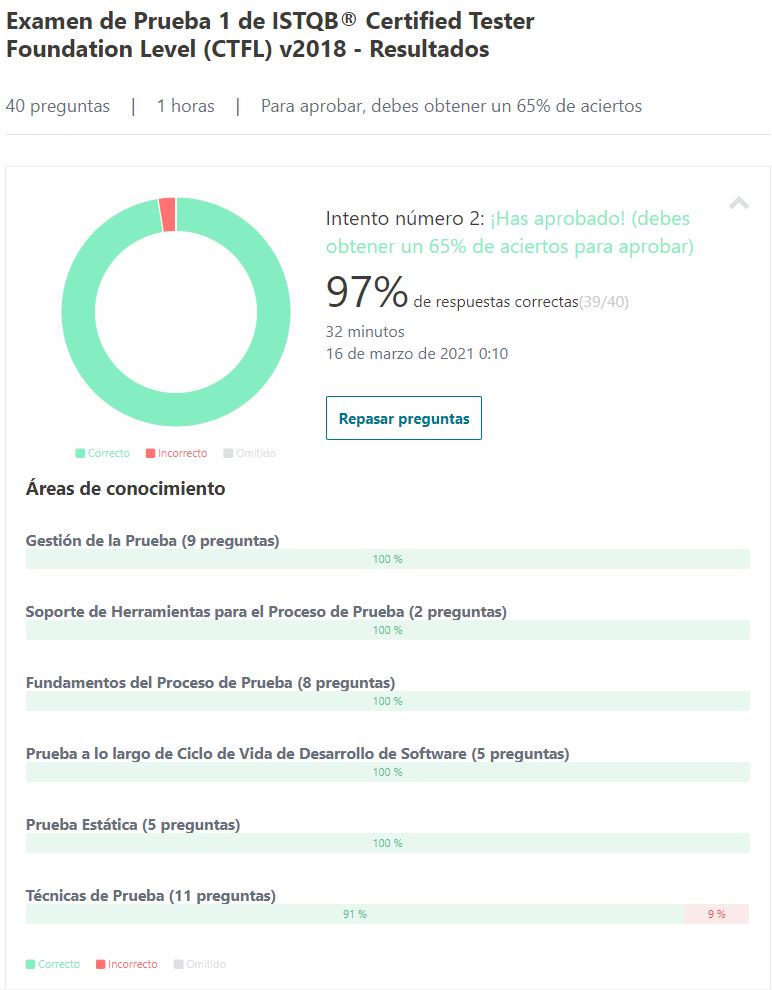 Examen de Prueba 1 de ISTQB® Certified Tester
Foundation Level (CTFL) v2018 - Resultados
40 preguntas | 1 horas | Para aprobar, debes obtener un 65% de aciertos
Intento número 2: ¡Has aprobado! (debes
obtener un 65% de aciertos para aprobar)
97% de respuestas correctas(39/40)
32 minutos
16 de marzo de 2021 0:10
Repasar preguntas
Correcto Incorrecto Omitido
Áreas de conocimiento
Gestión de la Prueba (9 preguntas)
100 %
Soporte de Herramientas para el Proceso de Prueba (2 preguntas)
100 %
Fundamentos del Proceso de Prueba (8 preguntas)
100 %
Prueba a lo largo de Ciclo de Vida de Desarrollo de Software (5 preguntas)
100 %
Prueba Estática (5 preguntas)
100 %
Técnicas de Prueba (11 preguntas)
91 % 9 %
Correcto Incorrecto Omitido